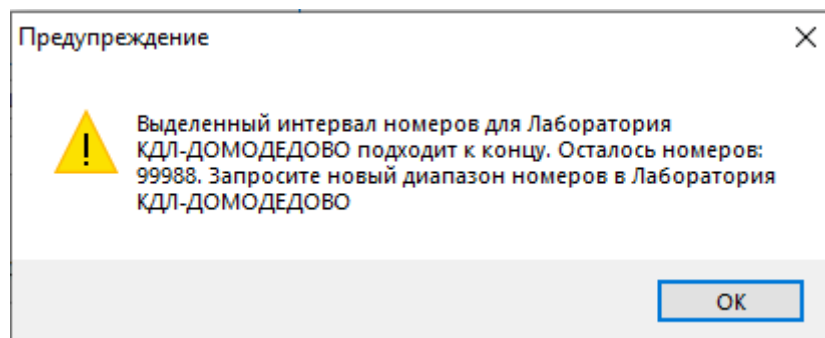 Предупреждение
Выделенный интервал номеров для Лаборатория
КДЛ-ДОМОДЕДОВО подходит к концу. Осталось номеров:
99988. Запросите новый диапазон номеров в Лаборатория
КДЛ-ДОМОДЕДОВО
ОК